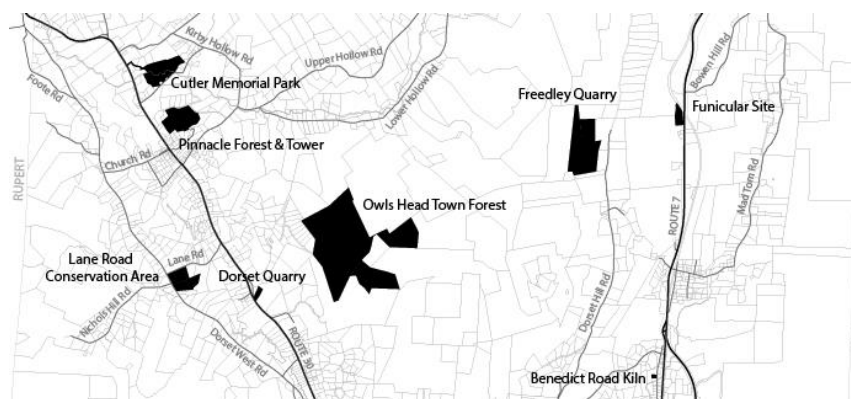 Kirby Hollow Rd
Upper Hollow Rd
Bowen Hill Rd
Foote Rd
Cutler Memorial Park
Lower Hollow Rd
Freedley Quarry
Funicular Site
Pinnacle Forest & Tower
Church Rd
RUPERT
Mad Tom Rd
Owls Head Town Forest
ROUTE 7
Lane Road
Conservation Area
Lane Rd
Dorset Quarry
Nichols Hill Rd
Dorset Hill Rd
Dorset West Rd
ROUTE 30
Benedict Road Kiln